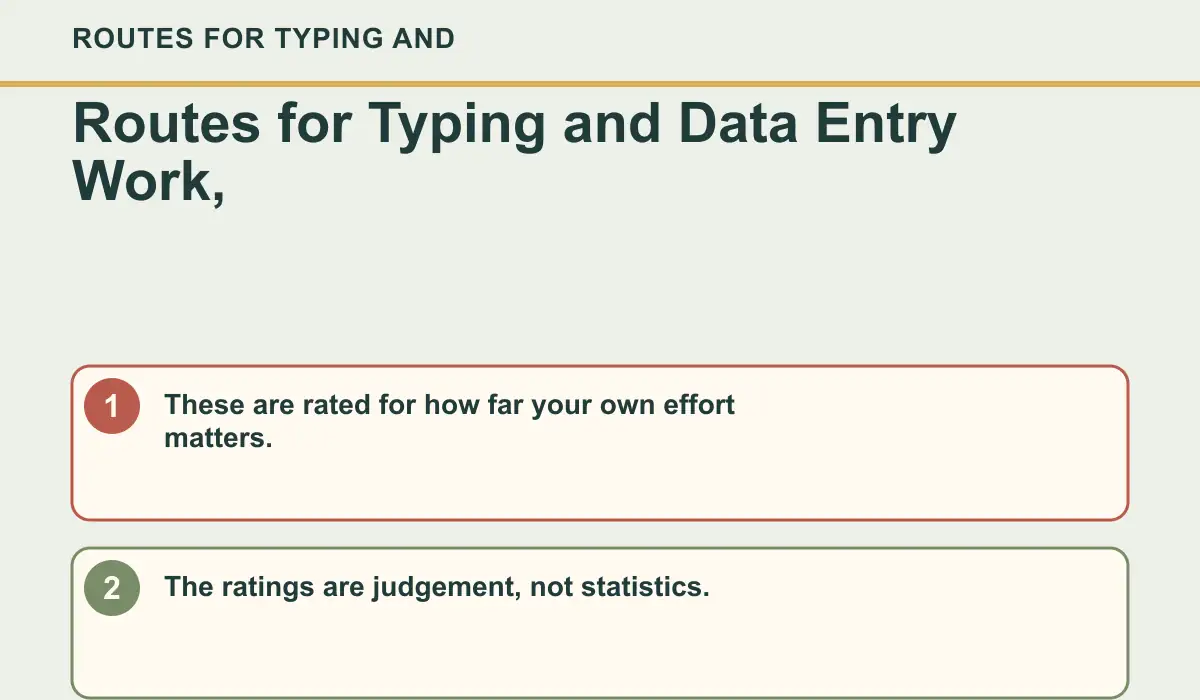 ROUTES FOR TYPING AND
Routes for Typing and Data Entry
Work,
1
These are rated for how far your own effort
matters.
2
The ratings are judgement, not statistics.